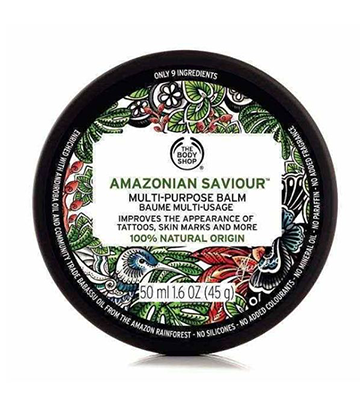 ONLY 9 INGREDIENTS
THE
BODY
SHOP
AMAZONIAN SAVIOUR™
MULTI-PURPOSE BALM
BAUME MULTI-USAGE
IMPROVES THE APPEARANCE OF
TATTOOS, SKIN MARKS AND MORE
100% NATURAL ORIGIN
50 ml 1.6 OZ (45 g)
ENRICHED WITH ANDIROBA OIL AND COMMUNITY TRADE BABASSU OIL FROM THE AMAZON RAINFOREST - NO SILICONES - NO ADDED COLOURANTS - NO MINERAL OIL - NO PARAFFIN - NO ADDED FRAGRANCE